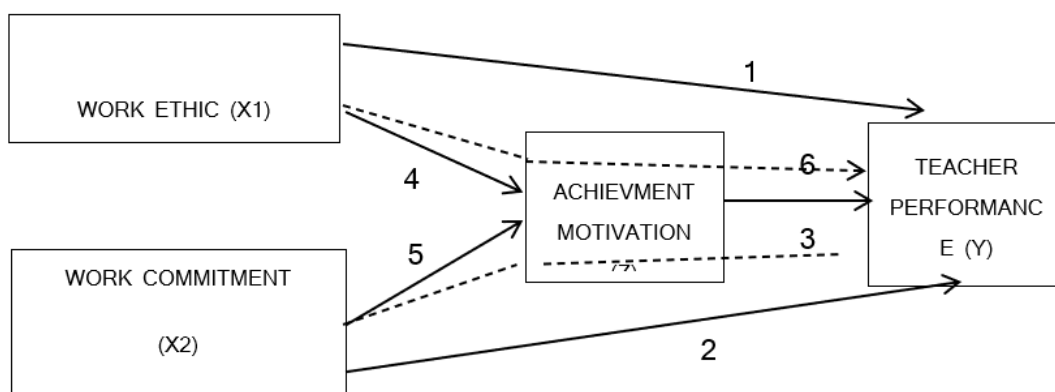 WORK ETHIC (X1)
1
4
6
ACHIEVMENT
MOTIVATION
TEACHER
PERFORMANC
E (Y)
5
3
WORK COMMITMENT
(X2)
2